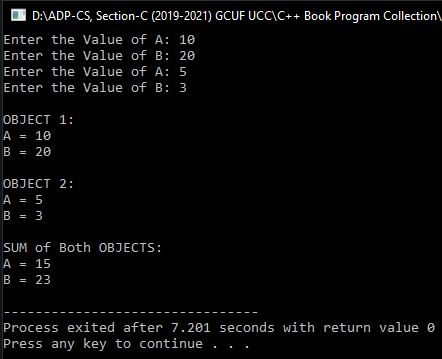 D:\ADP-CS, Section-C (2019-2021) GCUF UCC\C++ Book Program Collection\
Enter the Value of A: 10
Enter the Value of B: 20
Enter the Value of A: 5
Enter the Value of B: 3
OBJECT 1:
A = 10
B = 20
OBJECT 2:
A = 5
B = 3
SUM of Both OBJECTS:
A = 15
B = 23
--------------------------------
Process exited after 7.201 seconds with return value 0
Press any key to continue . . .